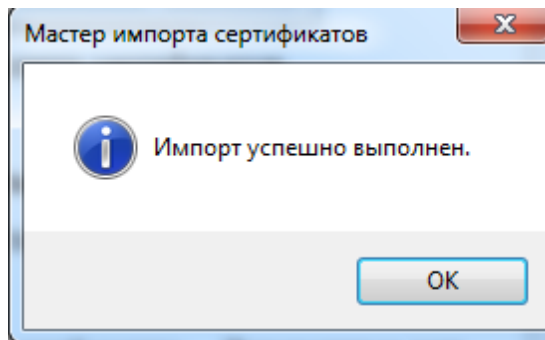 Мастер импорта сертификатов
Импорт успешно выполнен.
OK